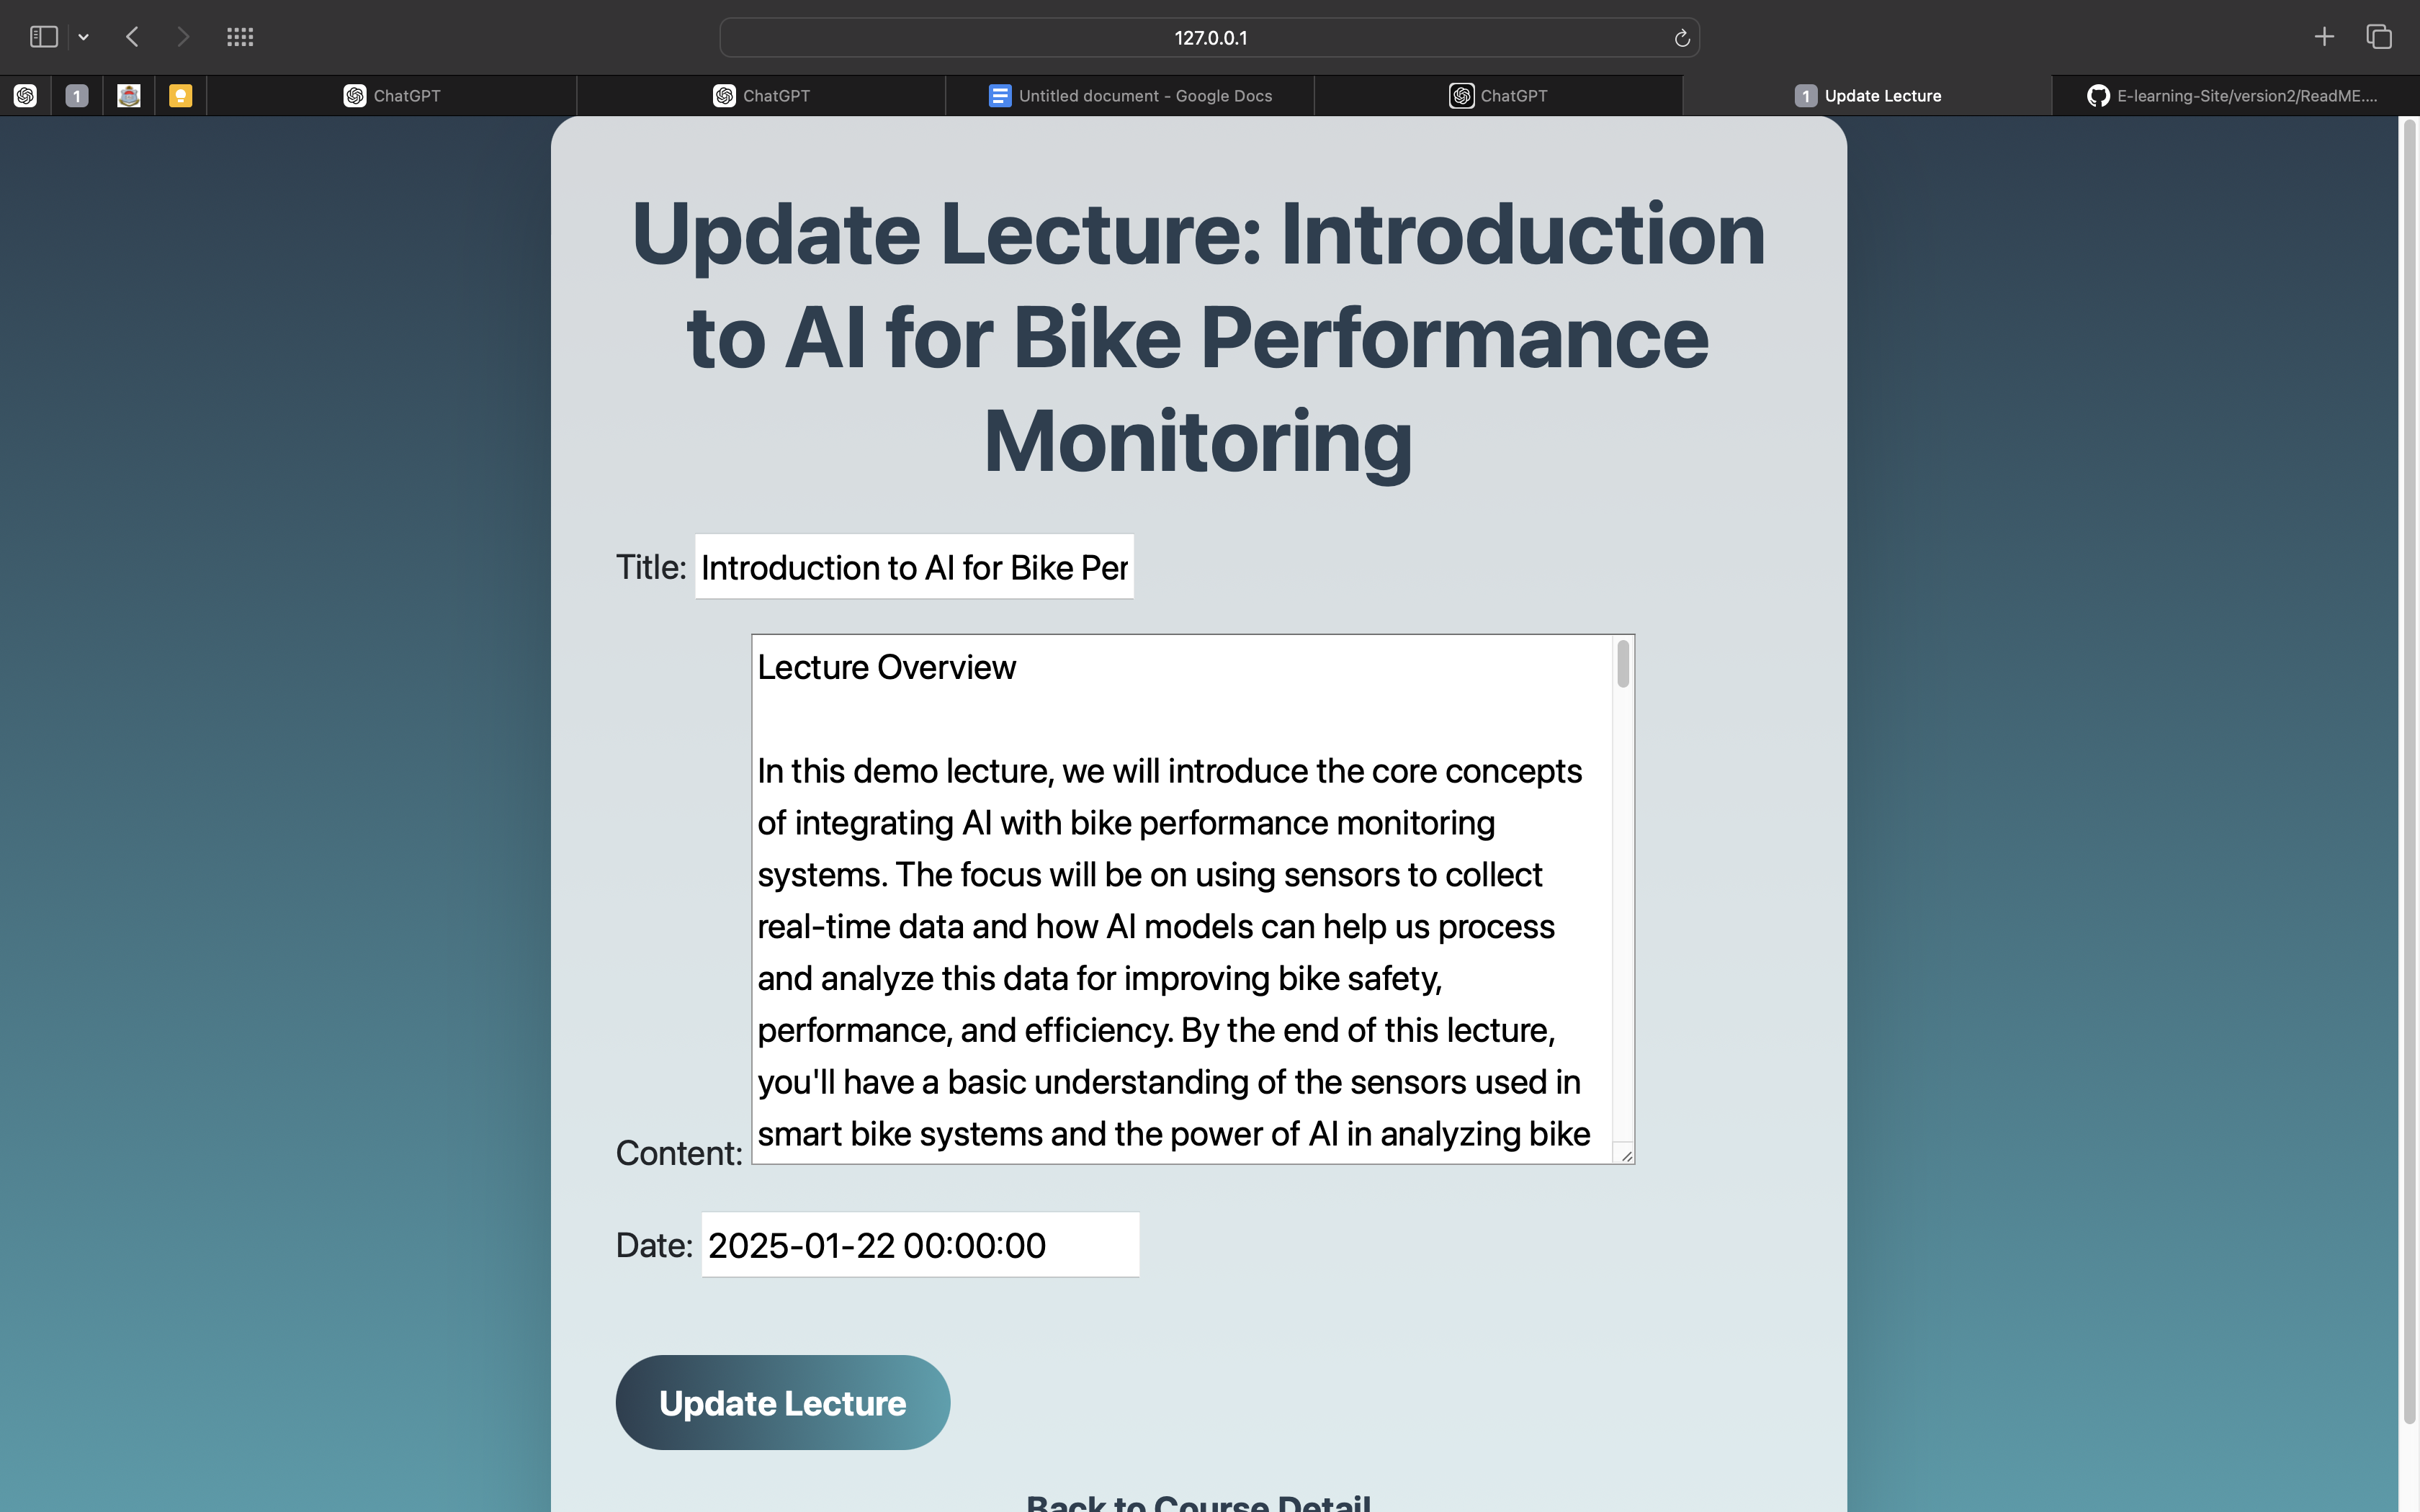 127.0.0.1
1
ChatGPT
ChatGPT
Untitled document - Google Docs
ChatGPT
1 Update Lecture
E-learning-Site/version2/ReadME....
Update Lecture: Introduction
to AI for Bike Performance
Monitoring
Title: Introduction to AI for Bike Per
Lecture Overview
In this demo lecture, we will introduce the core concepts
of integrating AI with bike performance monitoring
systems. The focus will be on using sensors to collect
real-time data and how AI models can help us process
and analyze this data for improving bike safety,
performance, and efficiency. By the end of this lecture,
you'll have a basic understanding of the sensors used in
smart bike systems and the power of AI in analyzing bike
Content:
Date: 2025-01-22 00:00:00
Update Lecture
Back to Course Detail